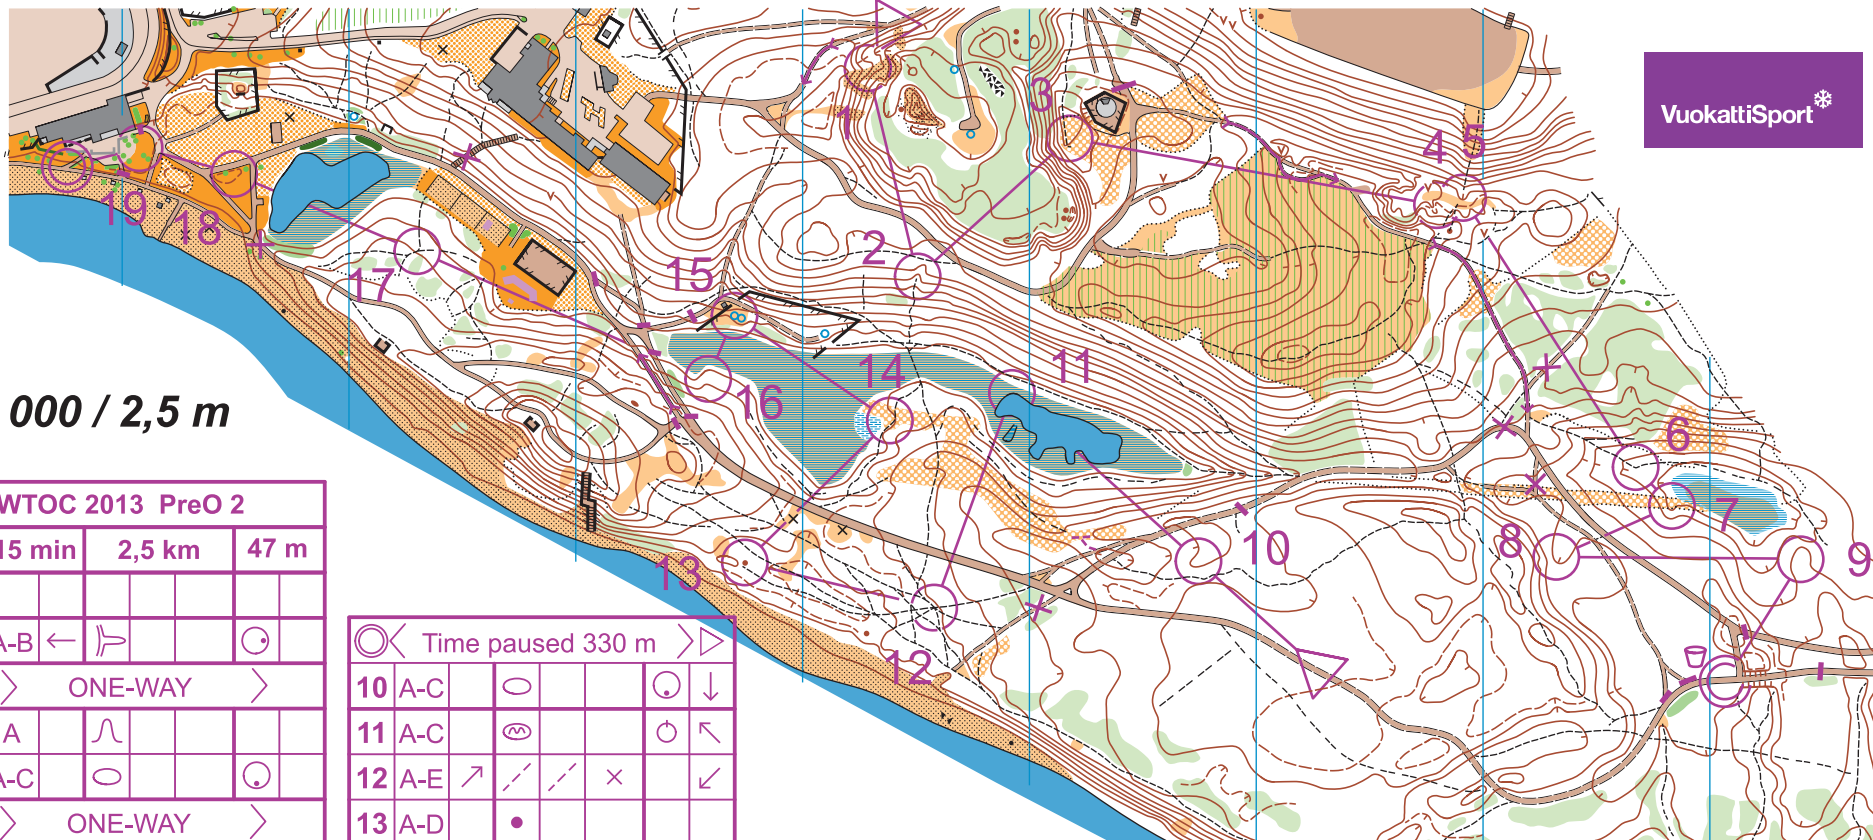 VuokattiSport
1
2
3
4
5
6
7
8
9
10
11
12
13
14
15
16
17
18
19
000 / 2,5 m
WTOC 2013 PreO 2
15 min 2,5 km 47 m
A-B
ONE-WAY
A
A-C
ONE-WAY
Time paused 330 m
10 A-C
11 A-C
12 A-E
13 A-D